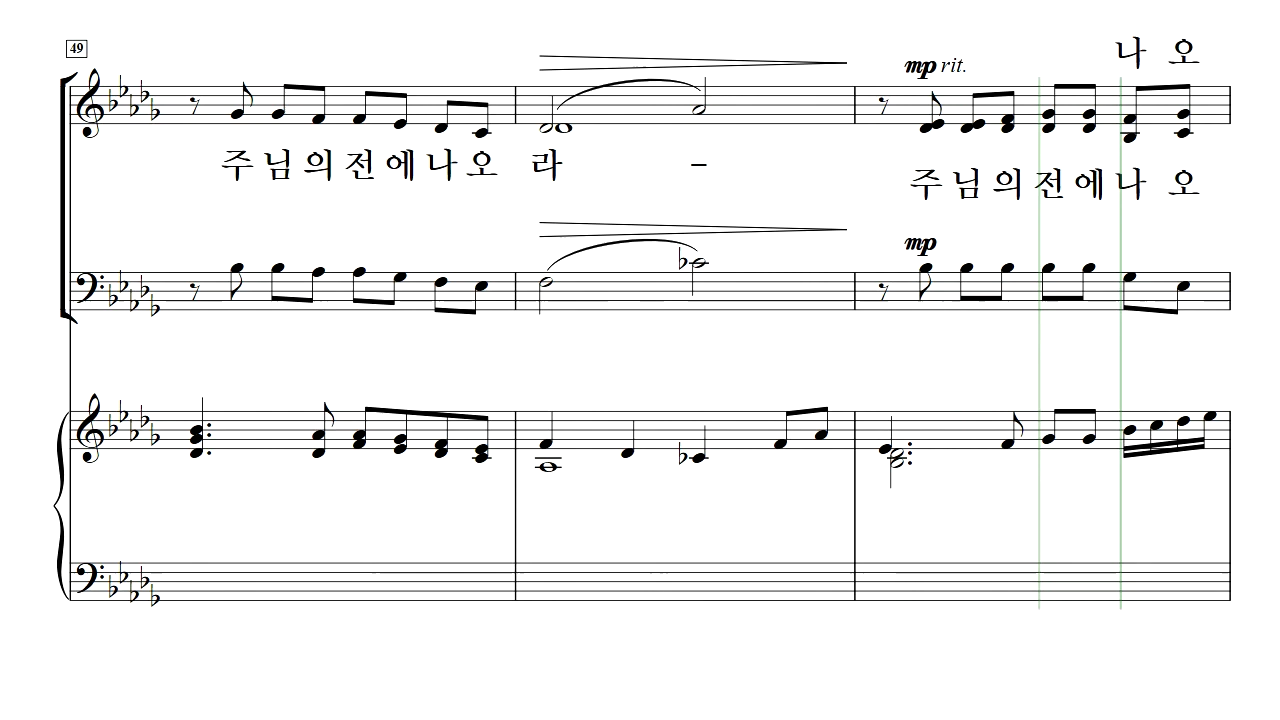 49
나 오
mp rit.
주 님 의 전 에 나 오 라 -
주 님 의 전 에 나 오
mp